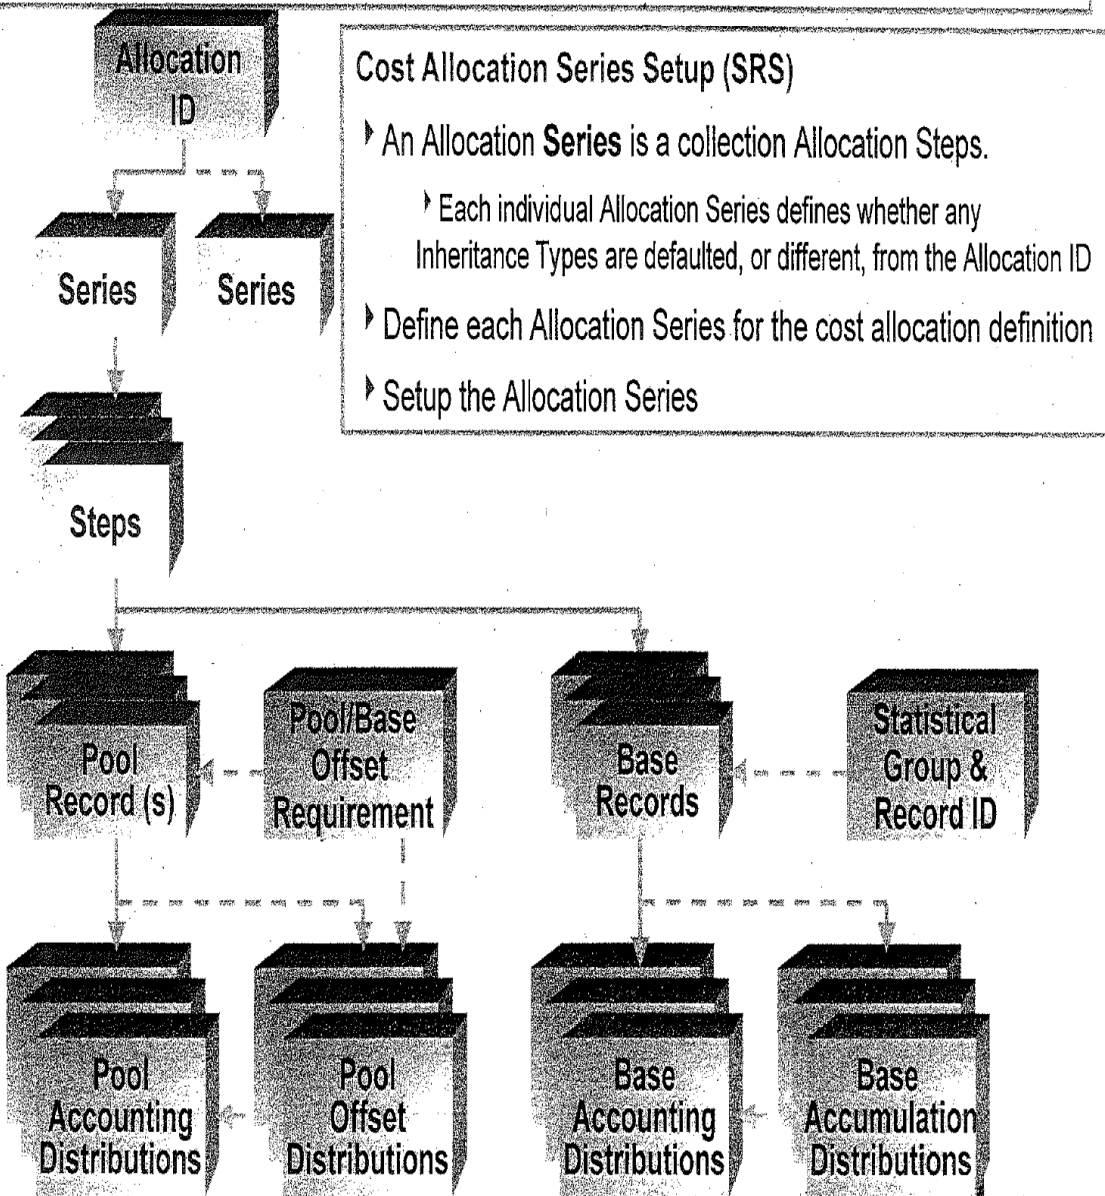 Allocation
ID
Cost Allocation Series Setup (SRS)
An Allocation Series is a collection Allocation Steps.
Each individual Allocation Series defines whether any
Inheritance Types are defaulted, or different, from the Allocation ID
Define each Allocation Series for the cost allocation definition
Setup the Allocation Series
Series
Series
Steps
Pool
Record (s)
Pool/Base
Offset
Requirement
Base
Records
Statistical
Group &
Record ID
Pool
Accounting
Distributions
Pool
Offset
Distributions
Base
Accounting
Distributions
Base
Accumulation
Distributions